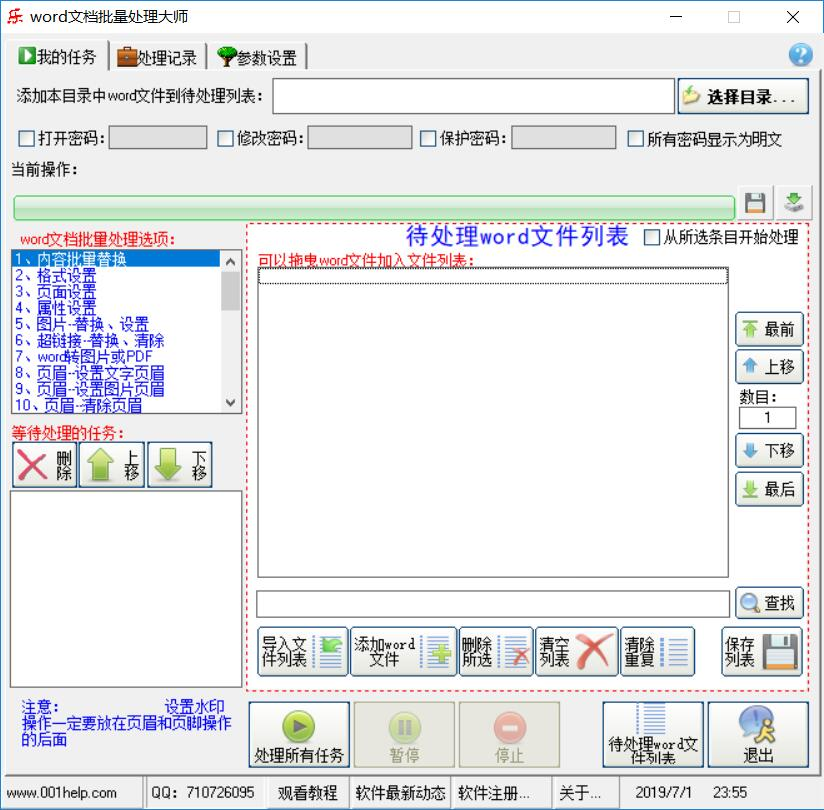 乐 word文档批量处理大师
我的任务 处理记录 参数设置
添加本目录中word文件到待处理列表： 选择目录...
打开密码： 修改密码： 保护密码： 所有密码显示为明文
当前操作：
word文档批量处理选项：
1、内容批量替换
2、格式设置
3、页面设置
4、属性设置
5、图片--替换、设置
6、超链接--替换、清除
7、word转图片或PDF
8、页眉--设置文字页眉
9、页眉--设置图片页眉
10、页眉--清除页眉
等待处理的任务：
删除 上移 下移
注意： 设置水印
操作一定要放在页眉和页脚操作
的后面
待处理word文件列表 从所选条目开始处理
可以拖曳word文件加入文件列表：
最前
上移
数目：
1
下移
最后
查找
导入文件列表 添加word文件 删除所选 清空列表 清除重复 保存列表
处理所有任务 暂停 停止 待处理word文件列表 退出
www.001help.com QQ：710726095 观看教程 软件最新动态 软件注册... 关于... 2019/7/1 23:55